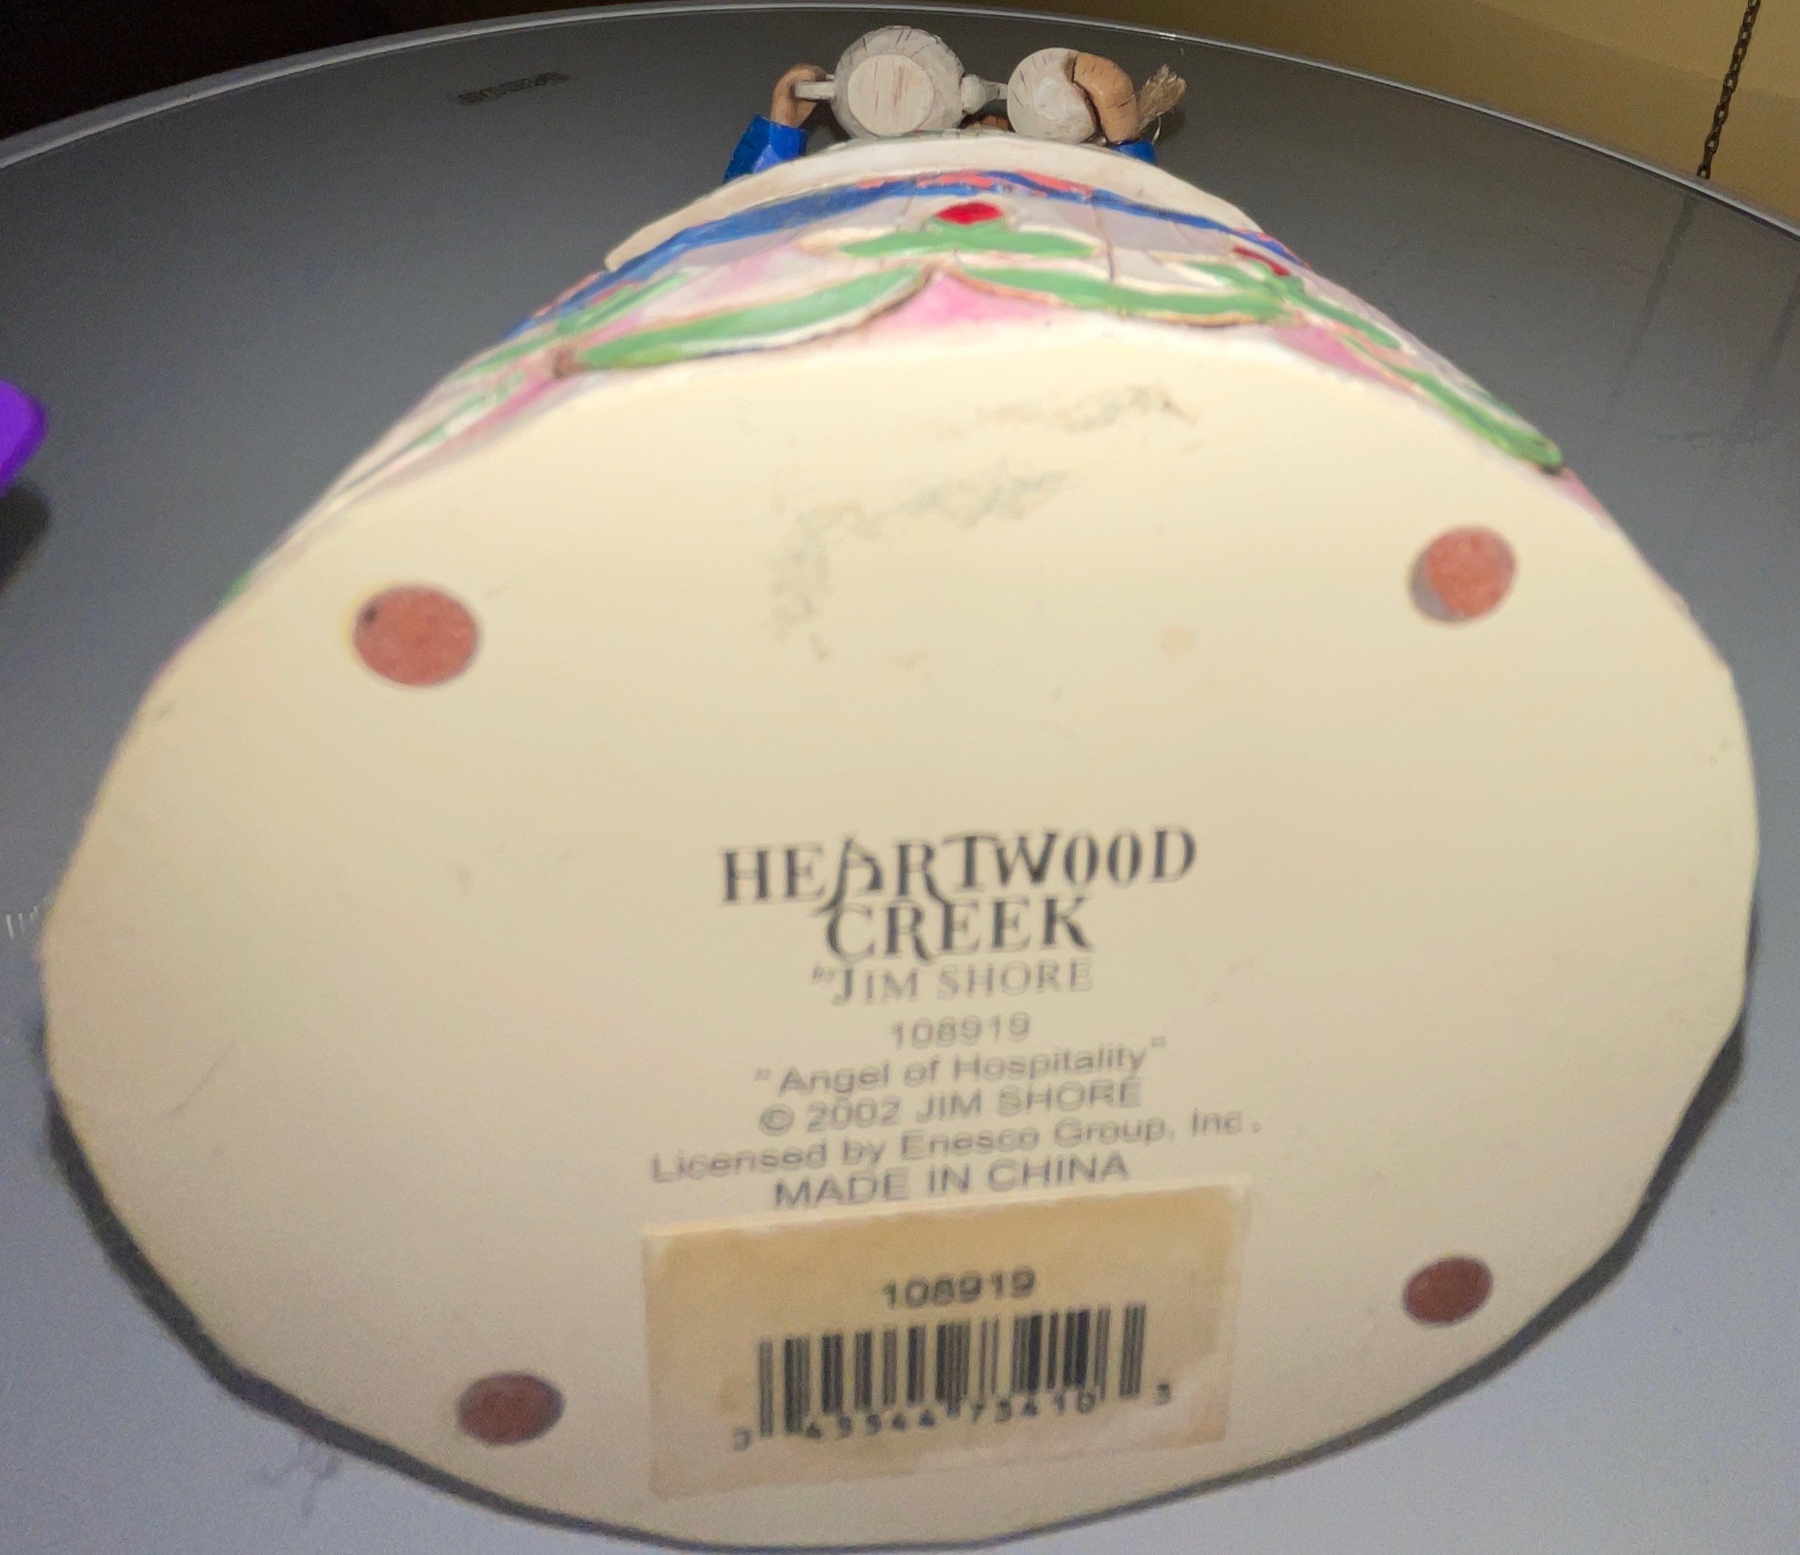 HEARTWOOD
CREEK
by JIM SHORE
108919
"Angel of Hospitality"
© 2002 JIM SHORE
Licensed by Enesco Group, Inc.
MADE IN CHINA
108919